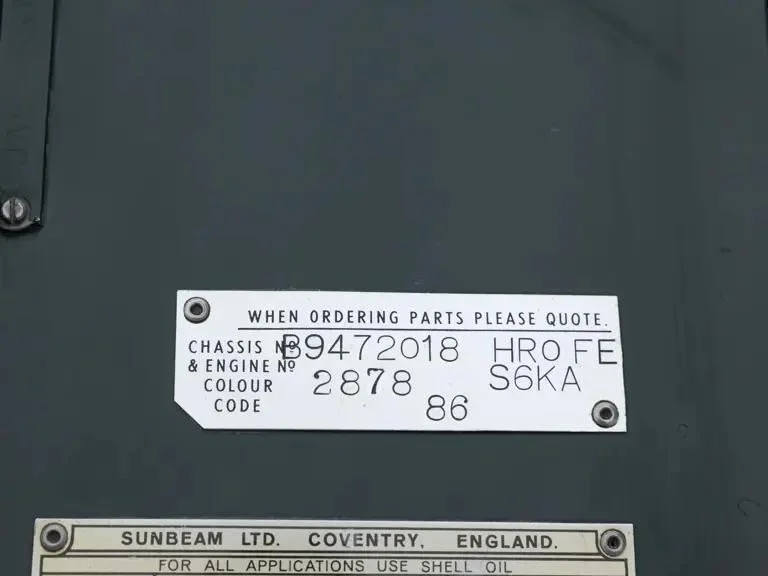 WHEN ORDERING PARTS PLEASE QUOTE.
CHASSIS Nº B9472018 HRO FE
& ENGINE Nº
COLOUR 2878 S6KA
CODE 86
SUNBEAM LTD. COVENTRY, ENGLAND.
FOR ALL APPLICATIONS USE SHELL OIL